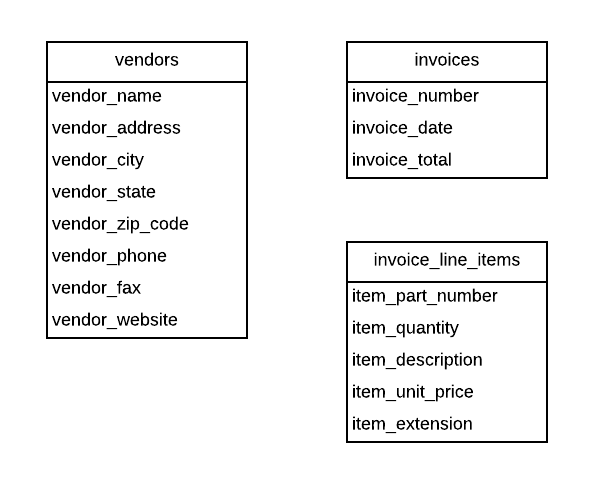 vendors
vendor_name
vendor_address
vendor_city
vendor_state
vendor_zip_code
vendor_phone
vendor_fax
vendor_website
invoices
invoice_number
invoice_date
invoice_total
invoice_line_items
item_part_number
item_quantity
item_description
item_unit_price
item_extension